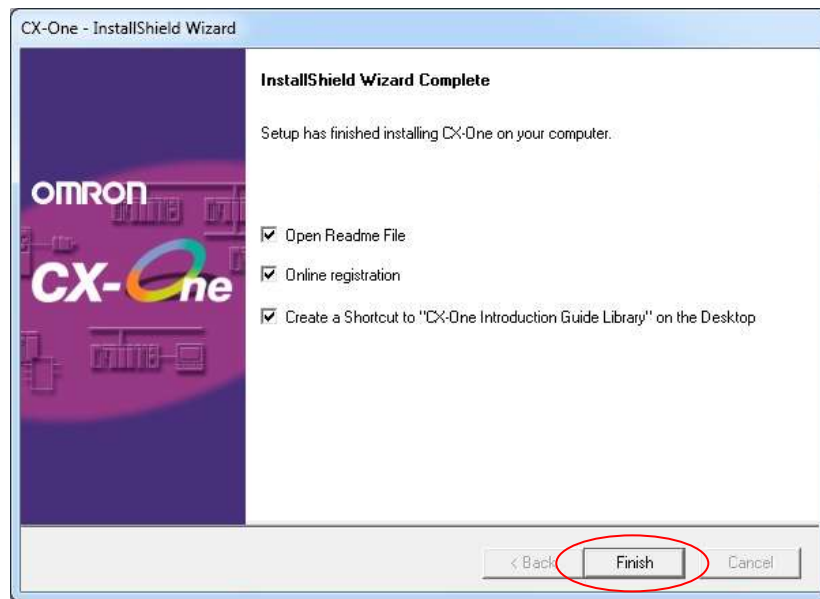 CX-One - InstallShield Wizard
InstallShield Wizard Complete
Setup has finished installing CX-One on your computer.
OMRON
CX-One
Open Readme File
Online registration
Create a Shortcut to "CX-One Introduction Guide Library" on the Desktop
< Back
Finish
Cancel